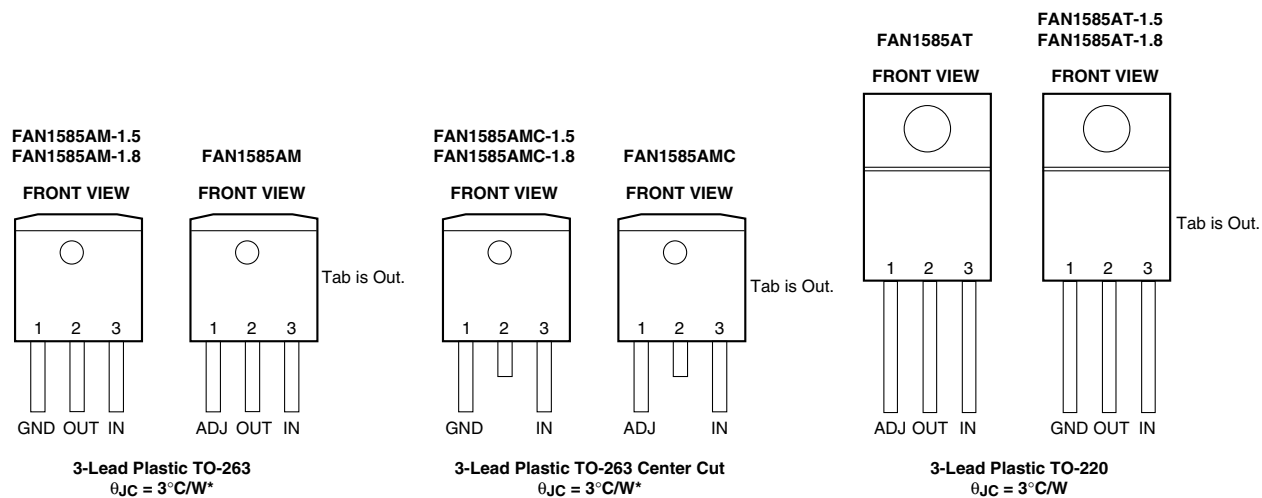 FAN1585AM-1.5
FAN1585AM-1.8
FRONT VIEW
1 2 3
GND OUT IN
FAN1585AM
FRONT VIEW
1 2 3
ADJ OUT IN
Tab is Out.
3-Lead Plastic TO-263
θJC = 3°C/W*
FAN1585AMC-1.5
FAN1585AMC-1.8
FRONT VIEW
1 2 3
GND IN
FAN1585AMC
FRONT VIEW
1 2 3
ADJ IN
Tab is Out.
3-Lead Plastic TO-263 Center Cut
θJC = 3°C/W*
FAN1585AT
FRONT VIEW
1 2 3
ADJ OUT IN
FAN1585AT-1.5
FAN1585AT-1.8
FRONT VIEW
1 2 3
GND OUT IN
Tab is Out.
3-Lead Plastic TO-220
θJC = 3°C/W